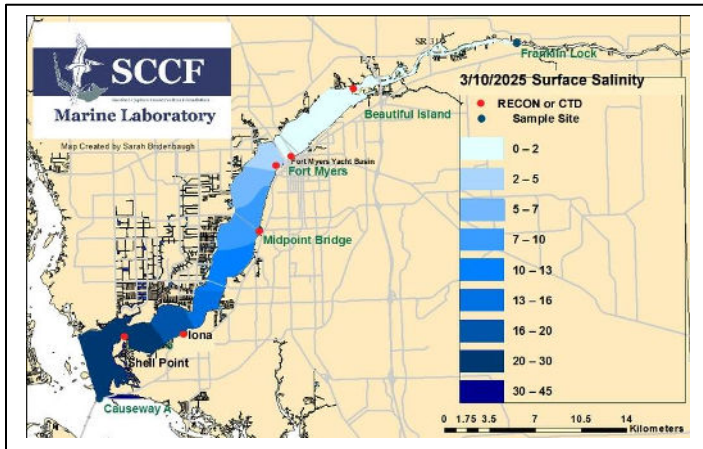 SCCF
Marine Laboratory
Map Created by Sarah Bridenbaugh
SR 31
Franklin Lock
I-75
3/10/2025 Surface Salinity
RECON or CTD
Sample Site
Beautiful Island
0 – 2
Fort Myers Yacht Basin
Fort Myers
2 – 5
5 – 7
Midpoint Bridge
7 – 10
10 – 13
13 – 16
Iona
16 – 20
Shell Point
20 – 30
Causeway A
30 – 45
0 1.75 3.5 7 10.5 14
Kilometers